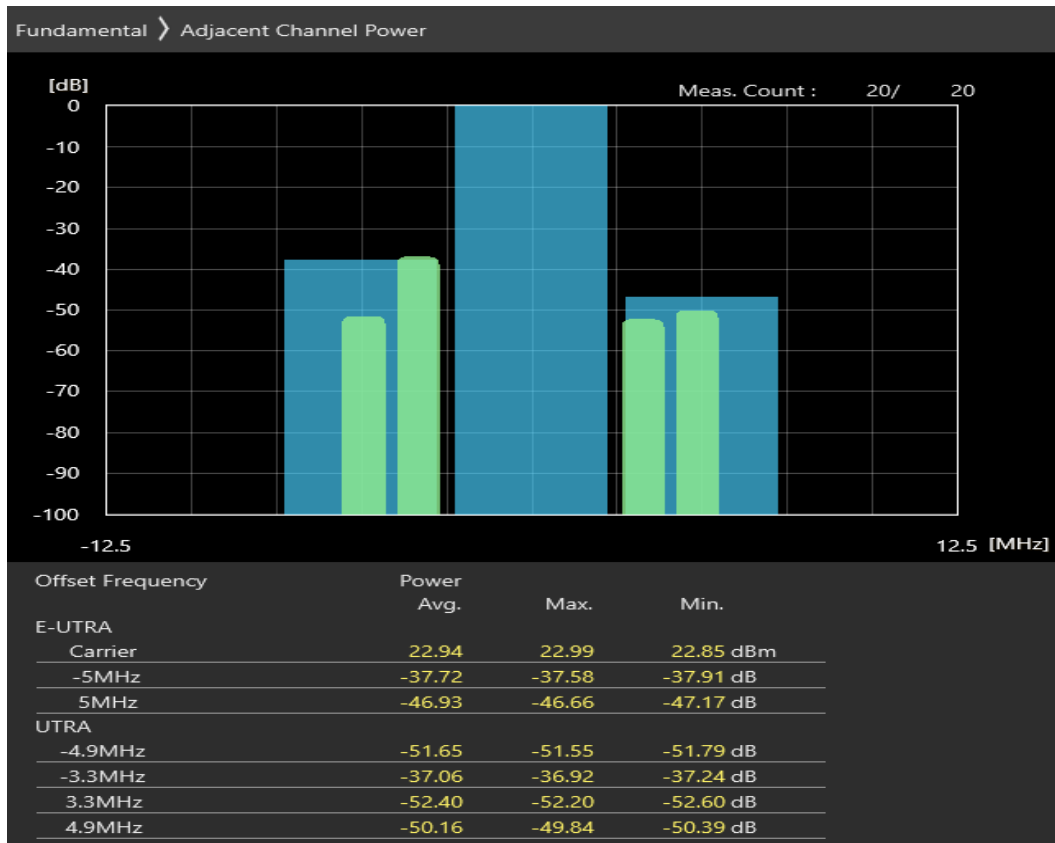 Fundamental 〉 Adjacent Channel Power
[dB]
Meas. Count : 20/ 20
0
-10
-20
-30
-40
-50
-60
-70
-80
-90
-100
-12.5 12.5 [MHz]
Offset Frequency Power
Avg. Max. Min.
E-UTRA
Carrier 22.94 22.99 22.85 dBm
-5MHz -37.72 -37.58 -37.91 dB
5MHz -46.93 -46.66 -47.17 dB
UTRA
-4.9MHz -51.65 -51.55 -51.79 dB
-3.3MHz -37.06 -36.92 -37.24 dB
3.3MHz -52.40 -52.20 -52.60 dB
4.9MHz -50.16 -49.84 -50.39 dB